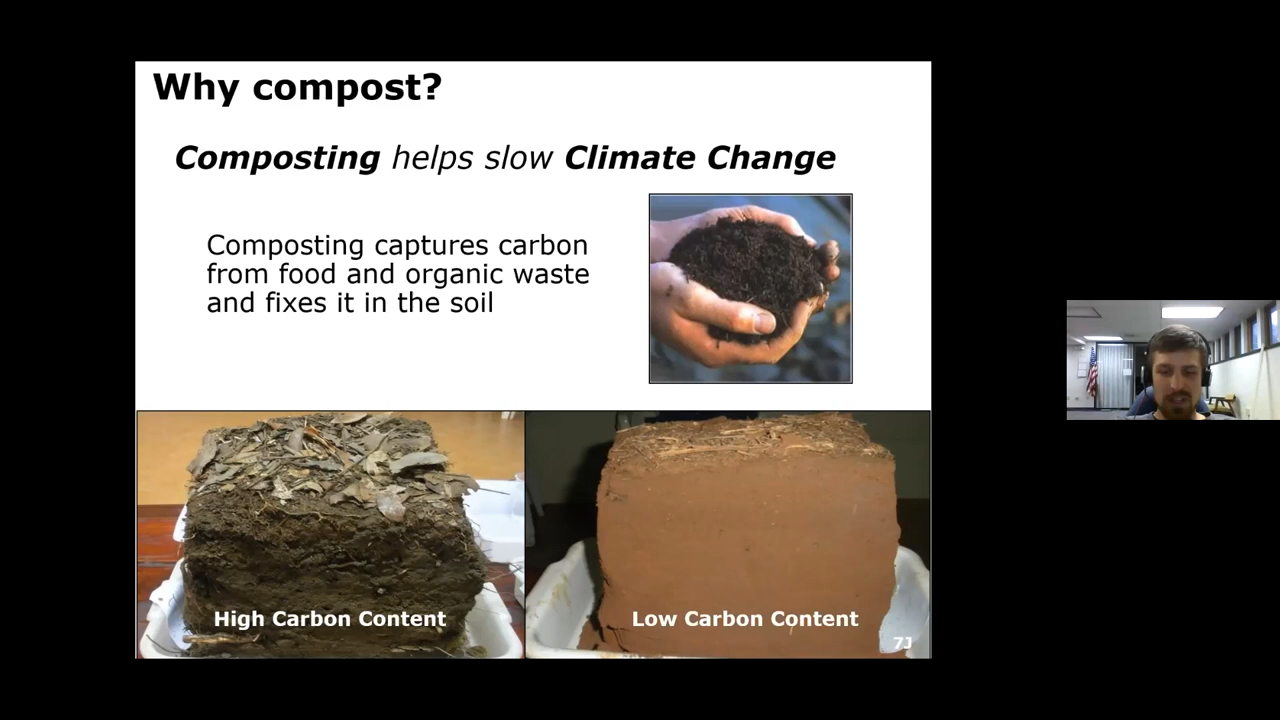 Why compost?
Composting helps slow Climate Change
Composting captures carbon
from food and organic waste
and fixes it in the soil
High Carbon Content
Low Carbon Content
7J